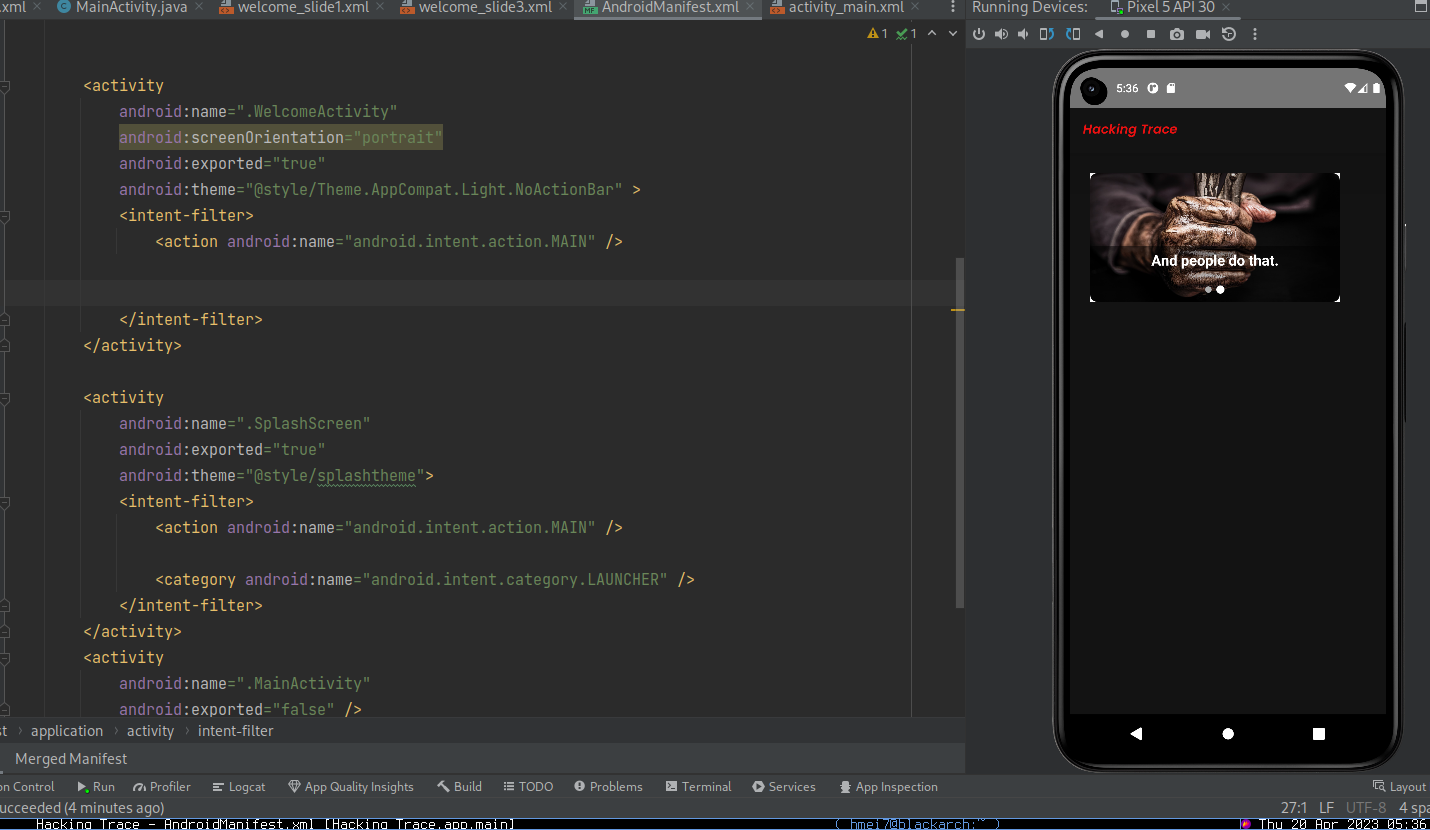 .xml MainActivity.java welcome_slide1.xml welcome_slide3.xml AndroidManifest.xml activity_main.xml Running Devices: Pixel 5 API 30
1 1
<activity
android:name=".WelcomeActivity"
android:screenOrientation="portrait"
android:exported="true"
android:theme="@style/Theme.AppCompat.Light.NoActionBar" >
<intent-filter>
<action android:name="android.intent.action.MAIN" />
</intent-filter>
</activity>
<activity
android:name=".SplashScreen"
android:exported="true"
android:theme="@style/splashtheme">
<intent-filter>
<action android:name="android.intent.action.MAIN" />
<category android:name="android.intent.category.LAUNCHER" />
</intent-filter>
</activity>
<activity
android:name=".MainActivity"
android:exported="false" />
5:36
Hacking Trace
And people do that.
st application activity intent-filter
Merged Manifest
on Control Run Profiler Logcat App Quality Insights Build TODO Problems Terminal Services App Inspection Layout
ucceeded (4 minutes ago) 27:1 LF UTF-8 4 spa
Hacking Trace - AndroidManifest.xml [Hacking Trace.app.main] ( hmei7@blackarch:~ ) Thu 20 Apr 2023 05:36